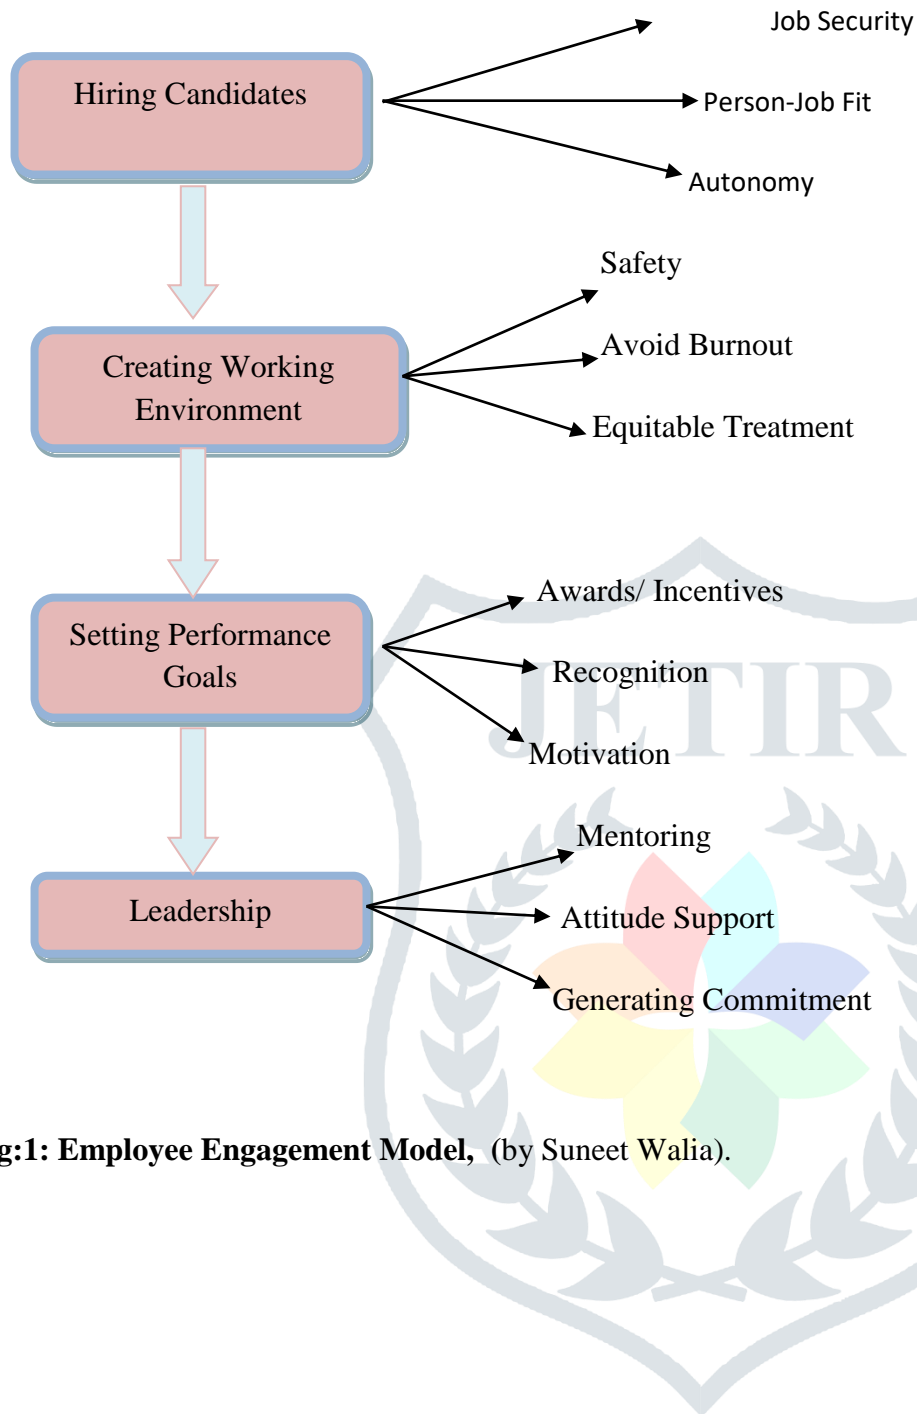 Job Security
Hiring Candidates
Person-Job Fit
Autonomy
Safety
Creating Working
Environment
Avoid Burnout
Equitable Treatment
Awards/ Incentives
Setting Performance
Goals
Recognition
JETIR
Motivation
Mentoring
Leadership
Attitude Support
Generating Commitment
g:1: Employee Engagement Model, (by Suneet Walia).